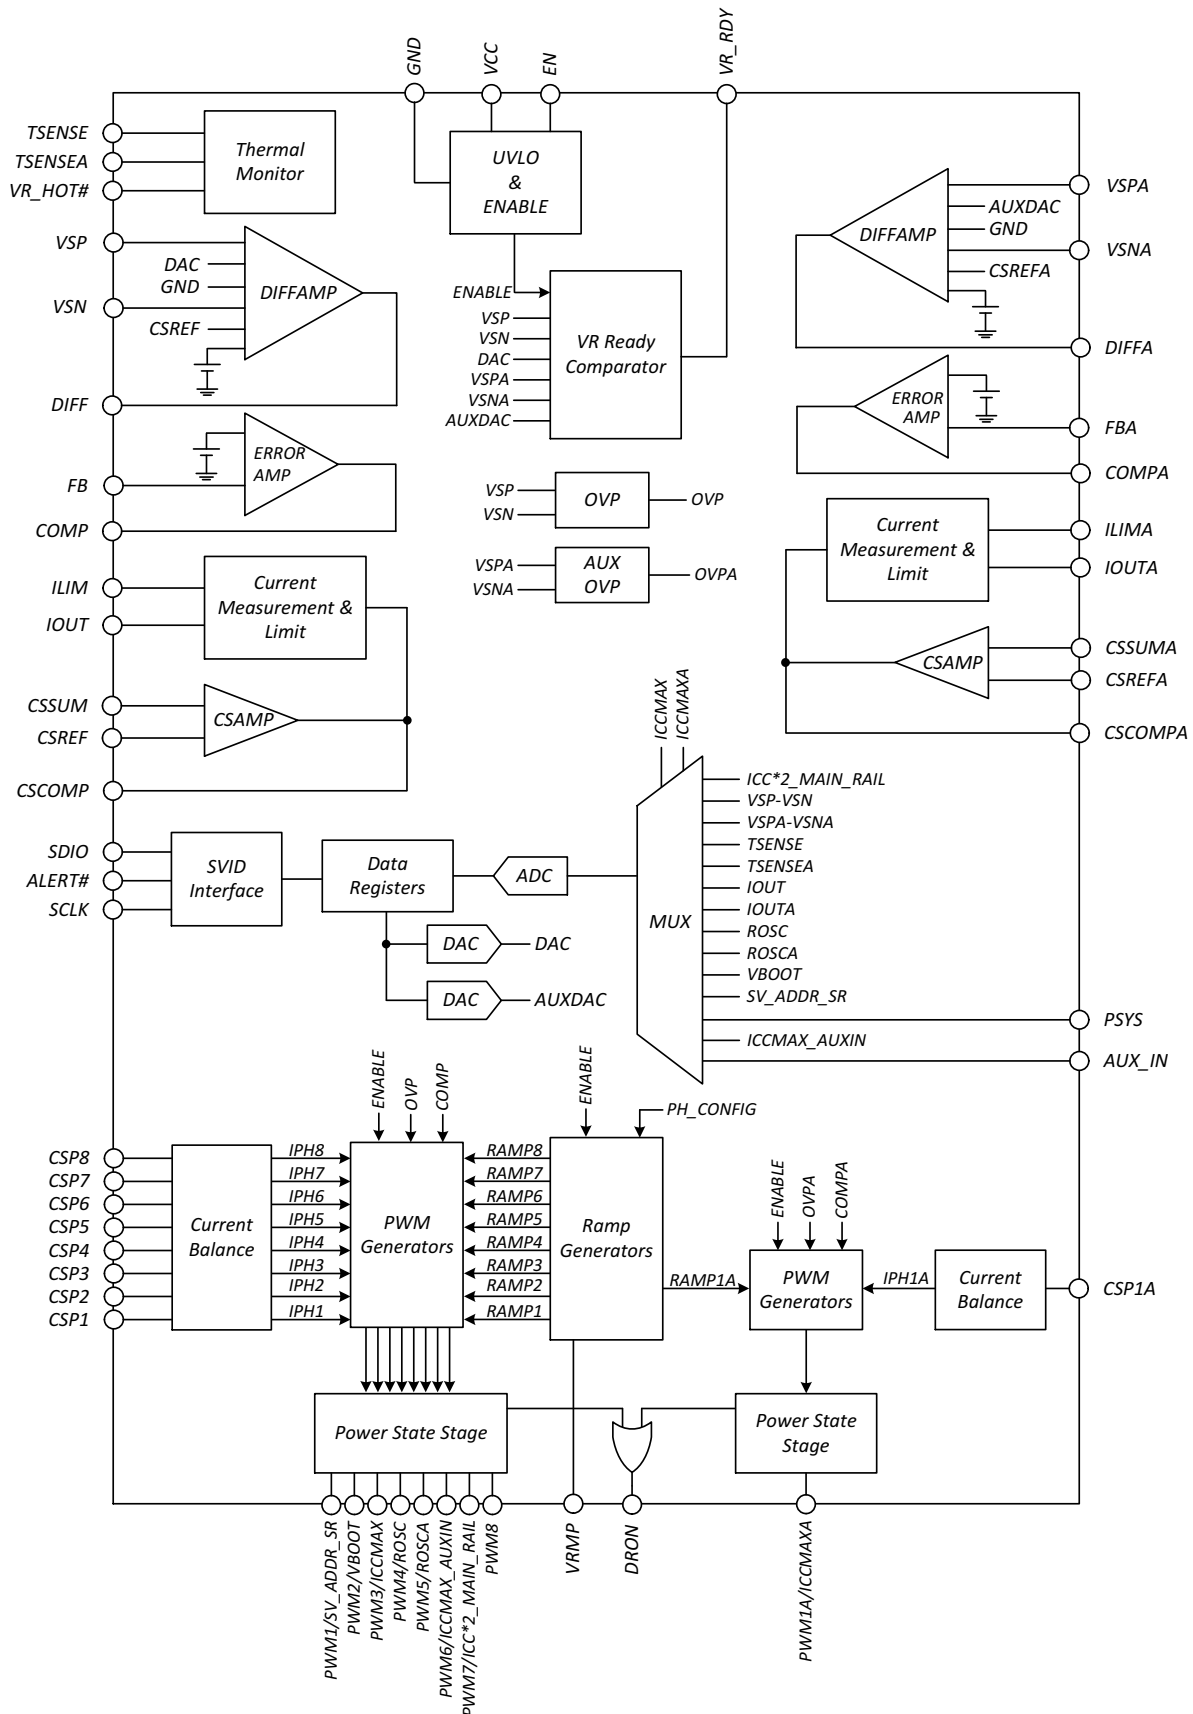 GND
VCC
EN
VR_RDY
TSENSE
TSENSEA
VR_HOT#
Thermal
Monitor
UVLO
&
ENABLE
VSP
DAC
GND
VSN
CSREF
DIFFAMP
DIFF
ENABLE
VSP
VSN
DAC
VSPA
VSNA
AUXDAC
VR Ready
Comparator
DIFFAMP
VSPA
AUXDAC
GND
VSNA
CSREFA
DIFFA
ERROR
AMP
FB
COMP
VSP
VSN
OVP
OVP
VSPA
VSNA
AUX
OVP
OVPA
ERROR
AMP
FBA
COMPA
ILIM
IOUT
Current
Measurement &
Limit
CSSUM
CSREF
CSAMP
CSCOMP
Current
Measurement &
Limit
ILIMA
IOUTA
CSAMP
CSSUMA
CSREFA
CSCOMPA
ICCMAX
ICCMAXA
SDIO
ALERT#
SCLK
SVID
Interface
Data
Registers
ADC
DAC
DAC
DAC
AUXDAC
MUX
ICC*2_MAIN_RAIL
VSP-VSN
VSPA-VSNA
TSENSE
TSENSEA
IOUT
IOUTA
ROSC
ROSCA
VBOOT
SV_ADDR_SR
PSYS
ICCMAX_AUXIN
AUX_IN
ENABLE
OVP
COMP
ENABLE
PH_CONFIG
CSP8
CSP7
CSP6
CSP5
CSP4
CSP3
CSP2
CSP1
Current
Balance
IPH8
IPH7
IPH6
IPH5
IPH4
IPH3
IPH2
IPH1
PWM
Generators
RAMP8
RAMP7
RAMP6
RAMP5
RAMP4
RAMP3
RAMP2
RAMP1
Ramp
Generators
RAMP1A
ENABLE
OVPA
COMPA
PWM
Generators
IPH1A
Current
Balance
CSP1A
Power State Stage
Power State
Stage
PWM1/SV_ADDR_SR
PWM2/VBOOT
PWM3/ICCMAX
PWM4/ROSC
PWM5/ROSCA
PWM6/ICCMAX_AUXIN
PWM7/ICC*2_MAIN_RAIL
PWM8
VRMP
DRON
PWM1A/ICCMAXA